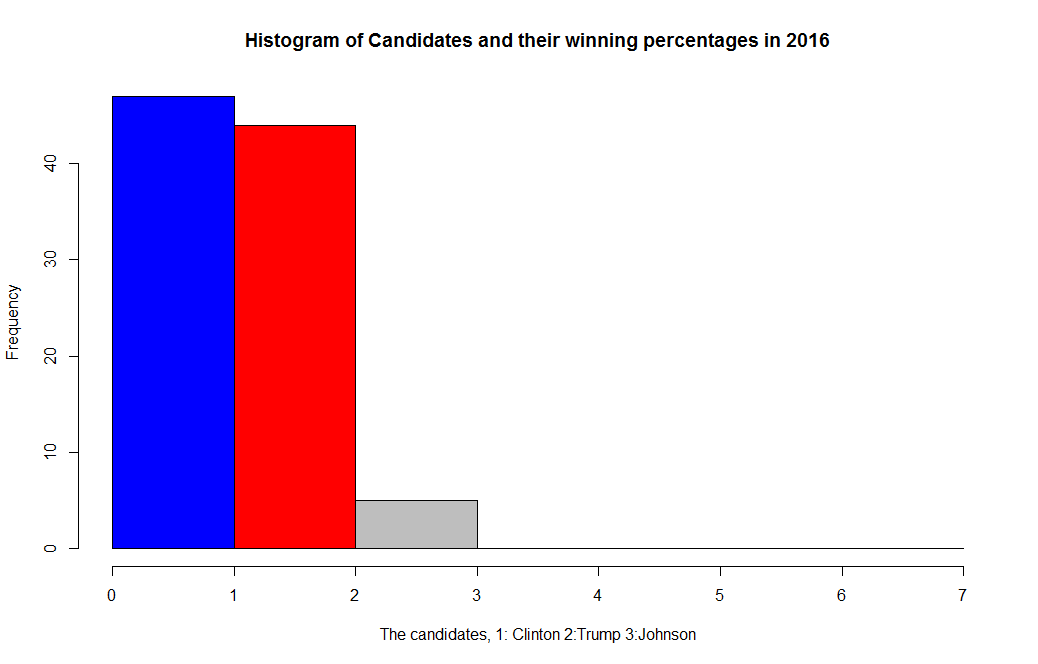 Histogram of Candidates and their winning percentages in 2016
40
30
20
10
0
Frequency
0 1 2 3 4 5 6 7
The candidates, 1: Clinton 2:Trump 3:Johnson